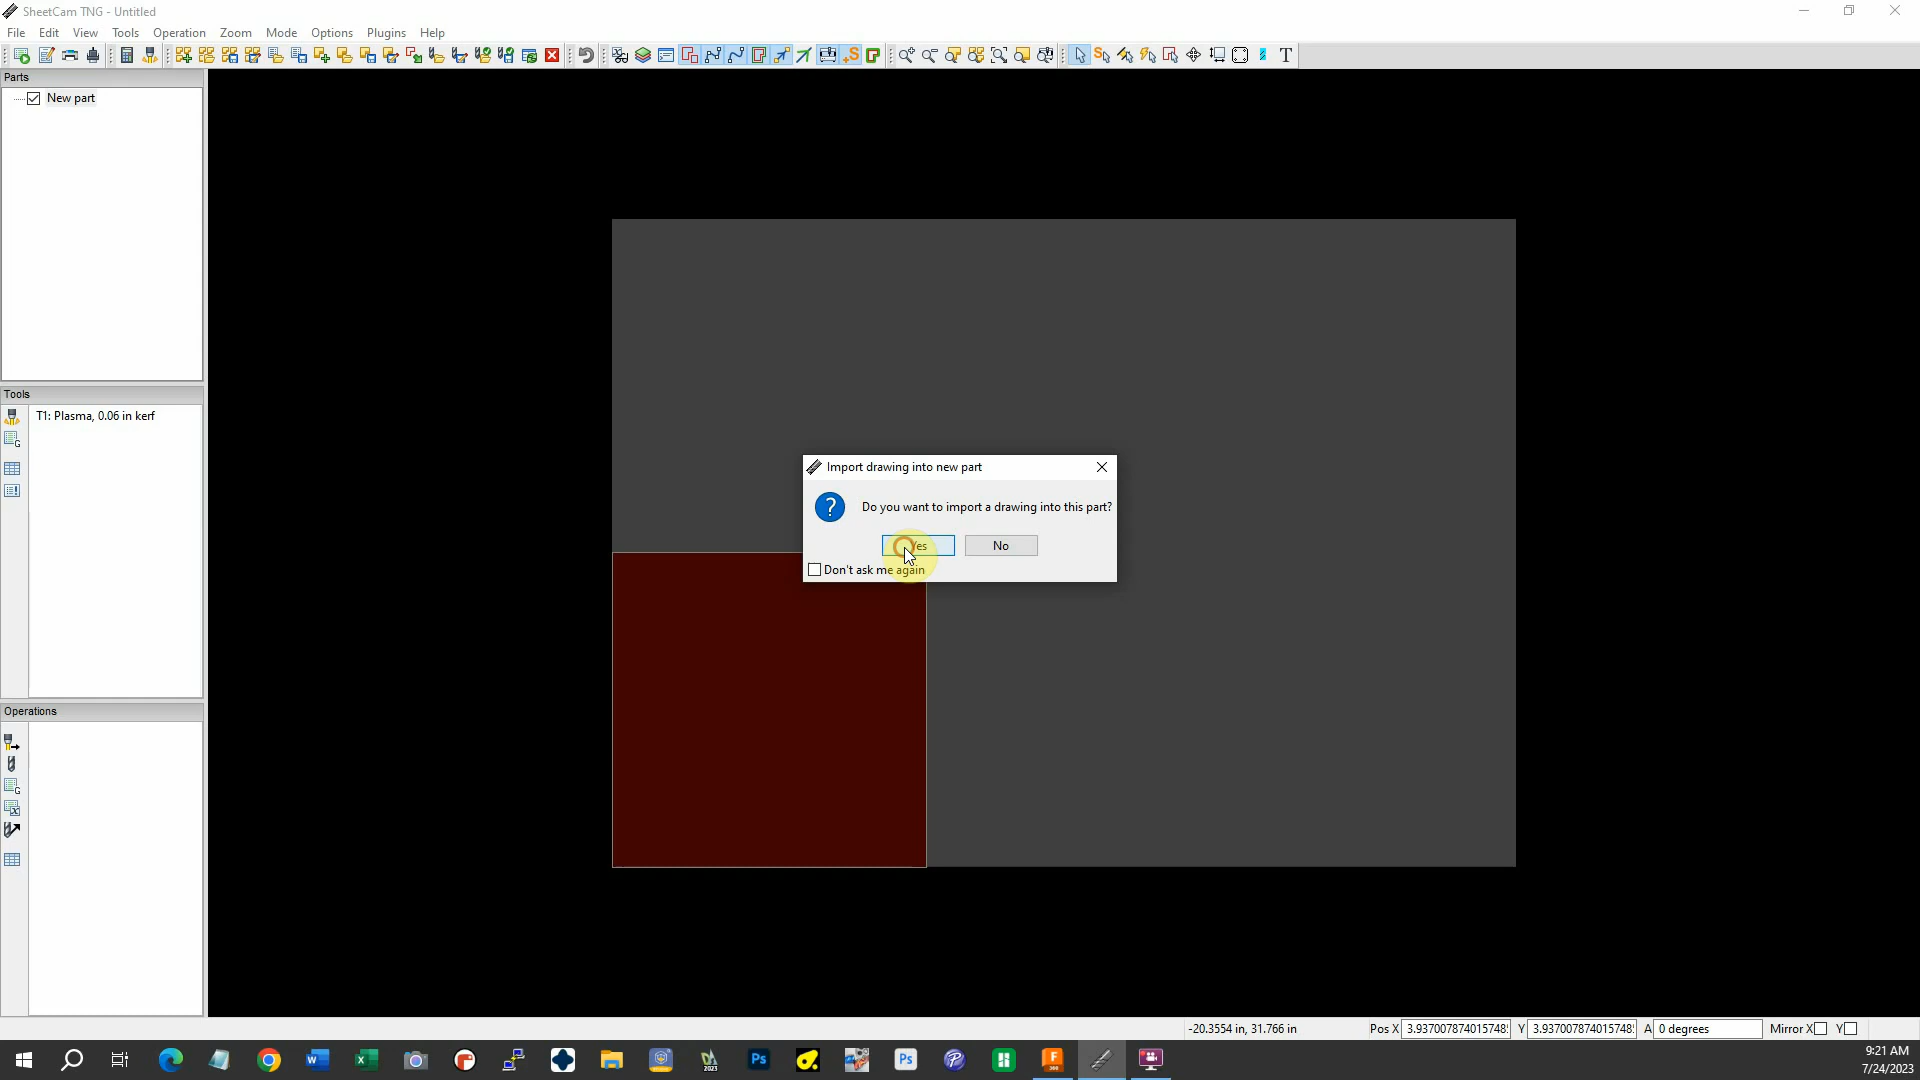 SheetCam TNG - Untitled
File Edit View Tools Operation Zoom Mode Options Plugins Help
Parts
New part
Tools
T1: Plasma, 0.06 in kerf
Import drawing into new part
Do you want to import a drawing into this part?
Yes No
Don't ask me again
Operations
-20.3554 in, 31.766 in Pos X 3.937007874015748 Y 3.937007874015748 A 0 degrees Mirror X Y
9:21 AM
7/24/2023